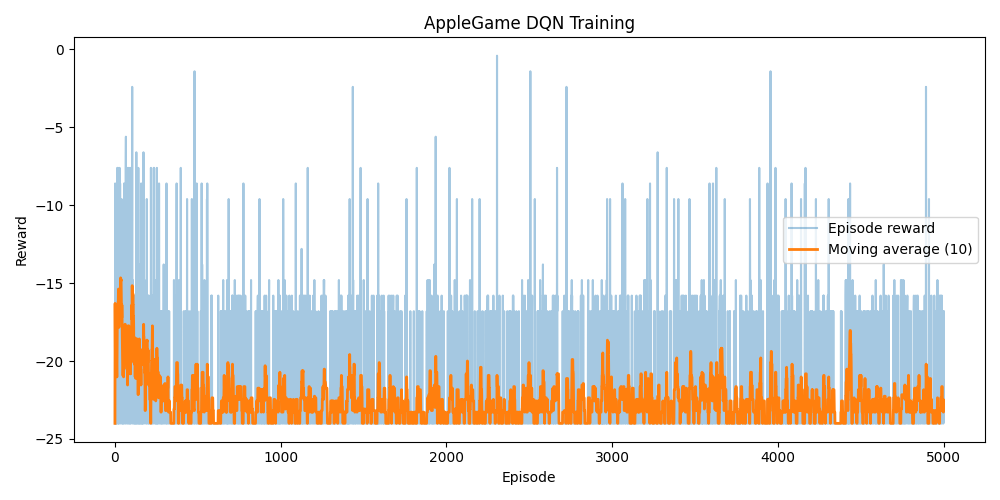 AppleGame DQN Training
Reward
0
−5
−10
−15
−20
−25
Episode reward
Moving average (10)
0
1000
2000
3000
4000
5000
Episode